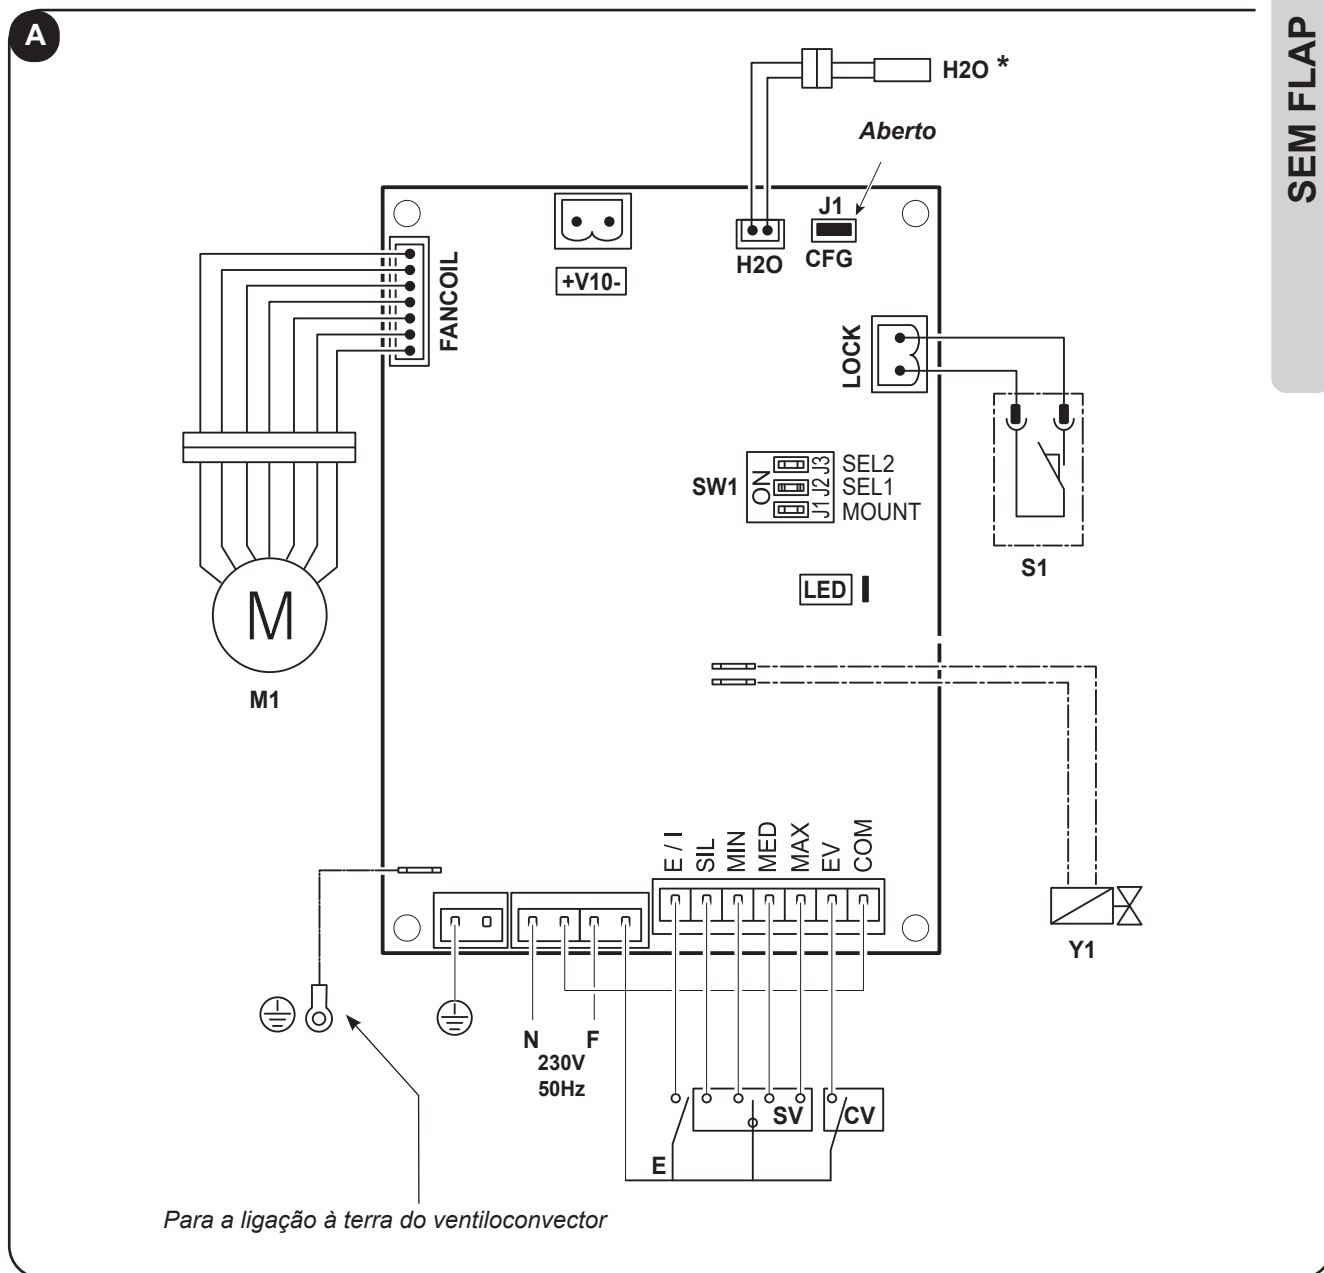 A
SEM FLAP
H2O *
Aberto
J1
H2O
CFG
+V10-
FANCOIL
LOCK
SW1
ON
J3 SEL2
J2 SEL1
J1 MOUNT
S1
LED
M
M1
E / I
SIL
MIN
MED
MAX
EV
COM
Y1
N F
230V
50Hz
SV
CV
E
Para a ligação à terra do ventiloconvector